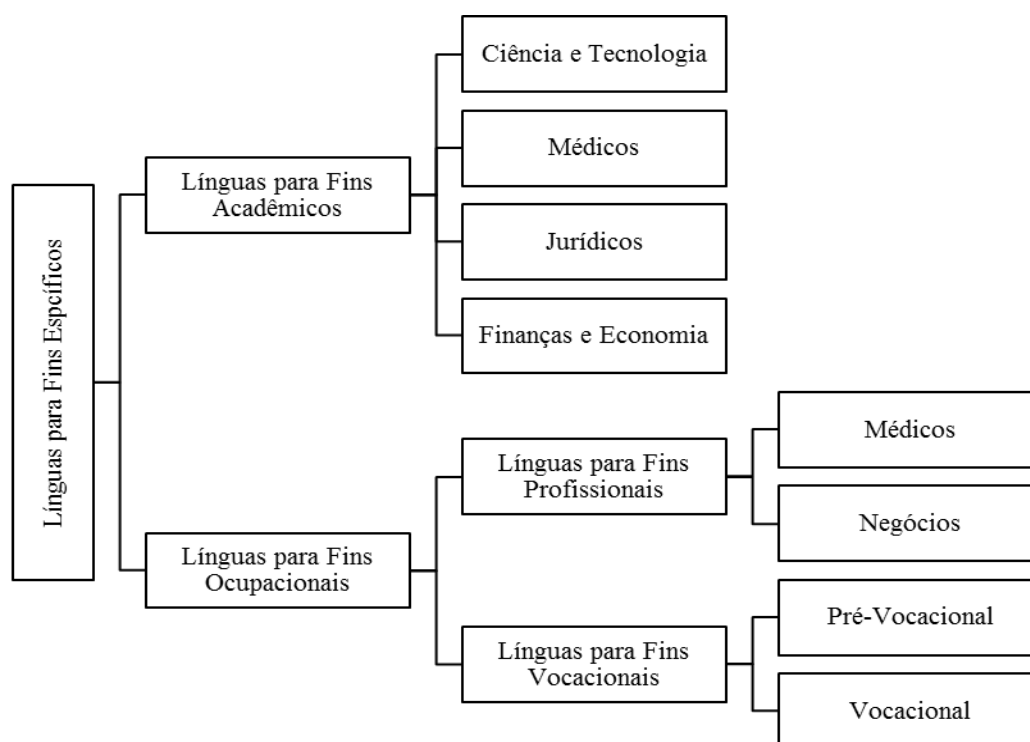 Línguas para Fins Espcíficos
Línguas para Fins
Acadêmicos
Ciência e Tecnologia
Médicos
Jurídicos
Finanças e Economia
Línguas para Fins
Ocupacionais
Línguas para Fins
Profissionais
Médicos
Negócios
Línguas para Fins
Vocacionais
Pré-Vocacional
Vocacional